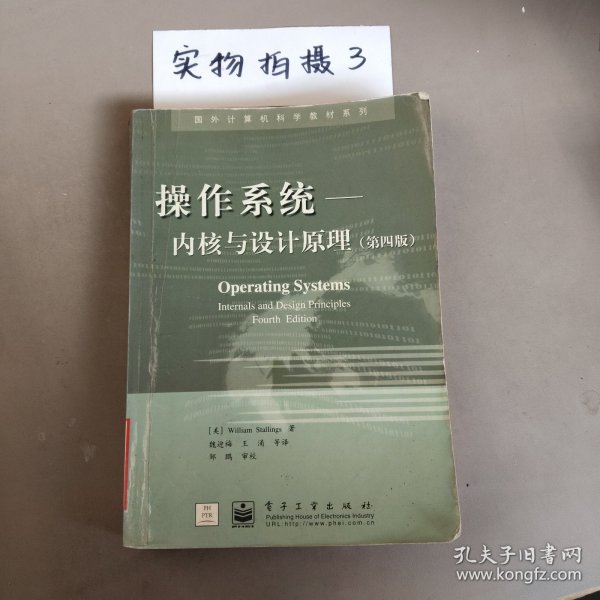 实物拍摄3
国外计算机科学教材系列
操作系统—
内核与设计原理（第四版）
Operating Systems
Internals and Design Principles
Fourth Edition
[美] William Stallings 著
魏迎梅 王涌 等译
邹鹏 审校
PH
PTR
电子工业出版社
Publishing House of Electronics Industry
URL:http://www.phei.com.cn
孔夫子旧书网
www.kongfz.com